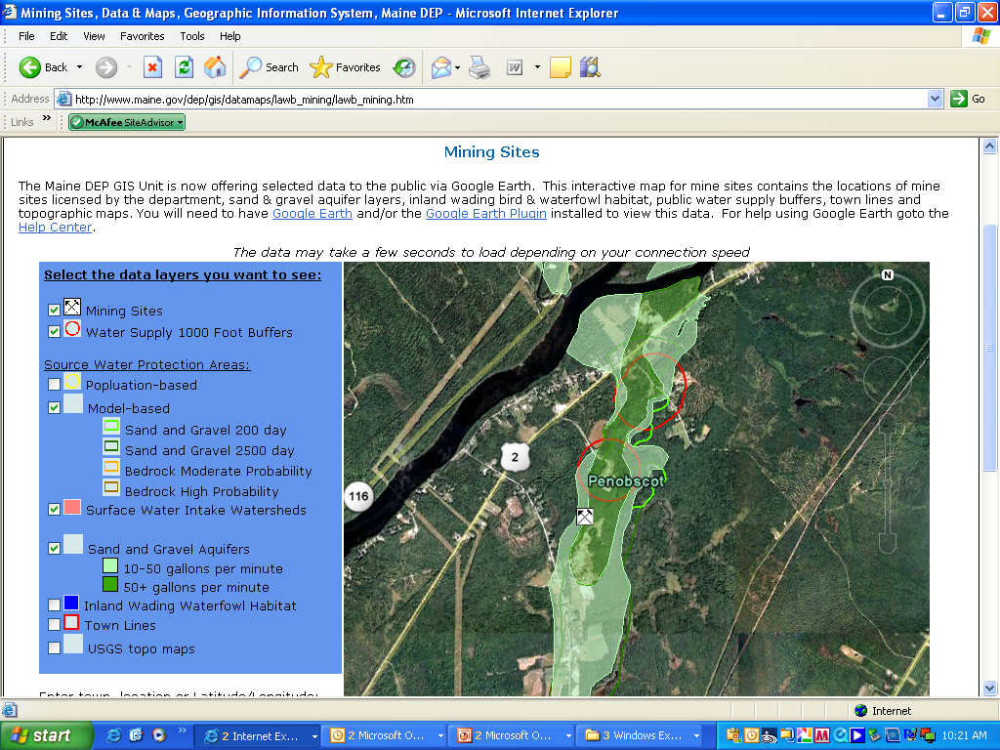 Mining Sites, Data & Maps, Geographic Information System, Maine DEP - Microsoft Internet Explorer
File Edit View Favorites Tools Help
Back Search Favorites
Address http://www.maine.gov/dep/gis/datamaps/lawb_mining/lawb_mining.htm Go
Links » McAfee SiteAdvisor
Mining Sites
The Maine DEP GIS Unit is now offering selected data to the public via Google Earth. This interactive map for mine sites contains the locations of mine
sites licensed by the department, sand & gravel aquifer layers, inland wading bird & waterfowl habitat, public water supply buffers, town lines and
topographic maps. You will need to have Google Earth and/or the Google Earth Plugin installed to view this data. For help using Google Earth goto the
Help Center.
The data may take a few seconds to load depending on your connection speed
Select the data layers you want to see:
Mining Sites
Water Supply 1000 Foot Buffers
Source Water Protection Areas:
Popluation-based
Model-based
Sand and Gravel 200 day
Sand and Gravel 2500 day
Bedrock Moderate Probability
Bedrock High Probability
Surface Water Intake Watersheds
Sand and Gravel Aquifers
10-50 gallons per minute
50+ gallons per minute
Inland Wading Waterfowl Habitat
Town Lines
USGS topo maps
Enter town, location or Latitude/Longitude:
N
2
Penobscot
116
Internet
start » 2 Internet Ex... 2 Microsoft O... 2 Microsoft O... 3 Windows Ex... 10:21 AM